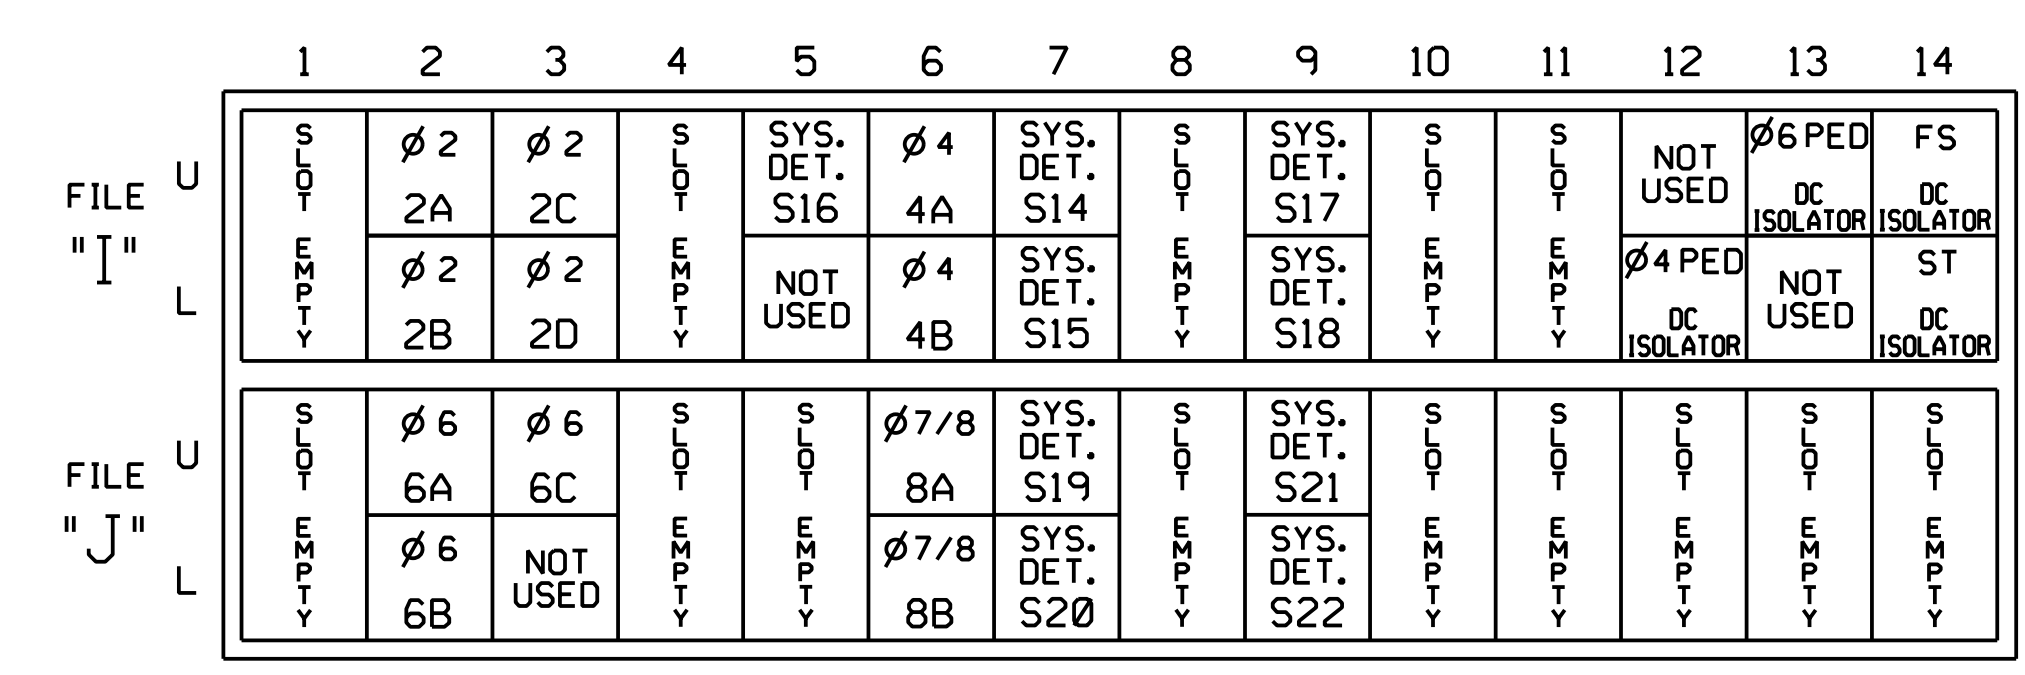 1 2 3 4 5 6 7 8 9 10 11 12 13 14
FILE "I"
U
L
SLOT EMPTY
Ø 2
2A
Ø 2
2B
Ø 2
2C
Ø 2
2D
SLOT EMPTY
SYS.
DET.
S16
NOT
USED
Ø 4
4A
Ø 4
4B
SYS.
DET.
S14
SYS.
DET.
S15
SLOT EMPTY
SYS.
DET.
S17
SYS.
DET.
S18
SLOT EMPTY
SLOT EMPTY
NOT
USED
Ø4 PED
DC
ISOLATOR
Ø6 PED
DC
ISOLATOR
NOT
USED
FS
DC
ISOLATOR
ST
DC
ISOLATOR
FILE "J"
U
L
SLOT EMPTY
Ø 6
6A
Ø 6
6B
Ø 6
6C
NOT
USED
SLOT EMPTY
SLOT EMPTY
Ø7/8
8A
Ø7/8
8B
SYS.
DET.
S19
SYS.
DET.
S20
SLOT EMPTY
SYS.
DET.
S21
SYS.
DET.
S22
SLOT EMPTY
SLOT EMPTY
SLOT EMPTY
SLOT EMPTY
SLOT EMPTY